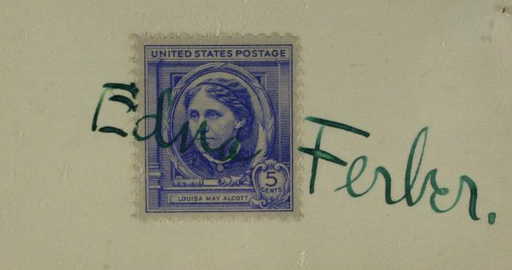 UNITED STATES POSTAGE
Edna Ferber.
5
CENTS
LOUISA MAY ALCOTT